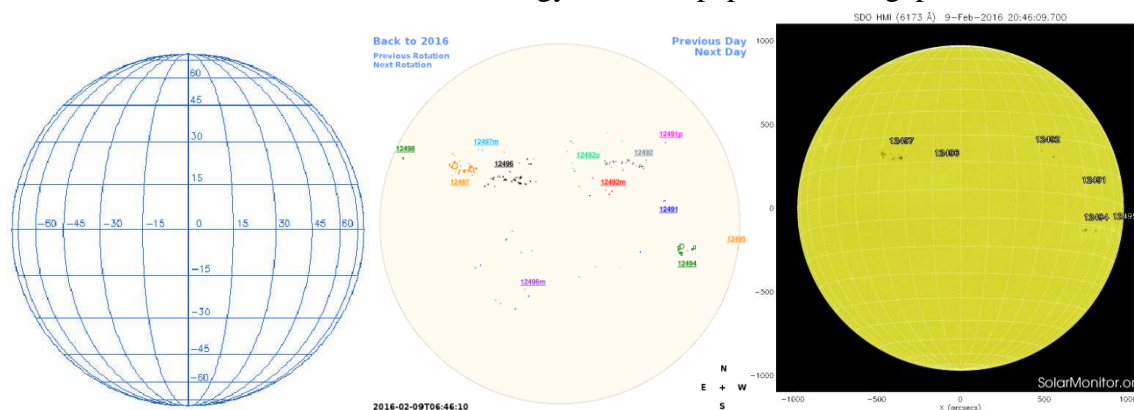 60
45
30
15
-60 -45 -30 0 30 45 60
-15
-30
-45
-60
Back to 2016
Previous Rotation
Next Rotation
Previous Day
Next Day
12491p
12498
12497m
12496
12492p
12492
12497
12492m
12491
12495
12494
12496m
N
E + W
S
2016-02-09T06:46:10
SDO HMI (6173 Å) 9-Feb-2016 20:46:09.700
1000
500
0
-500
-1000
12497
12492
12496
12491
12494
SolarMonitor.or
-1000 -500 0 500 1000
X (arcsecs)